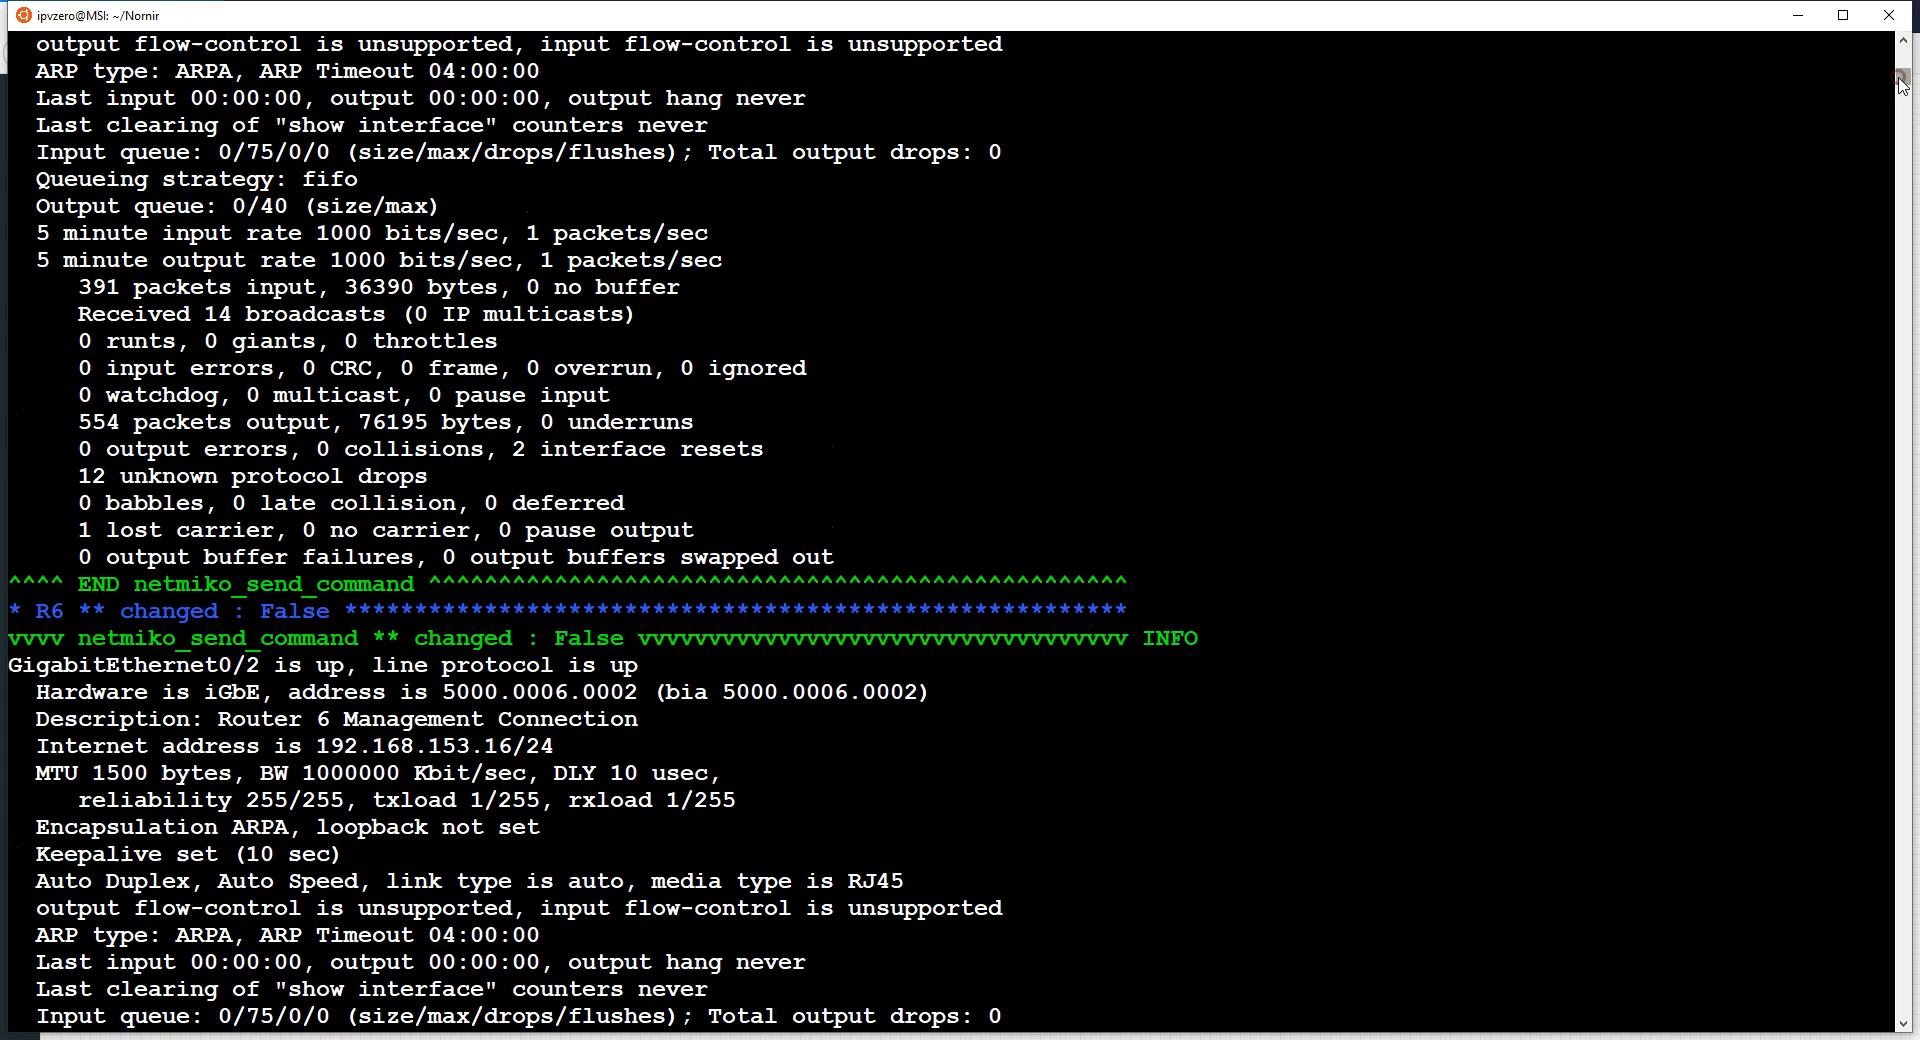 ipvzero@MSI: ~/Nornir
output flow-control is unsupported, input flow-control is unsupported
ARP type: ARPA, ARP Timeout 04:00:00
Last input 00:00:00, output 00:00:00, output hang never
Last clearing of "show interface" counters never
Input queue: 0/75/0/0 (size/max/drops/flushes); Total output drops: 0
Queueing strategy: fifo
Output queue: 0/40 (size/max)
5 minute input rate 1000 bits/sec, 1 packets/sec
5 minute output rate 1000 bits/sec, 1 packets/sec
391 packets input, 36390 bytes, 0 no buffer
Received 14 broadcasts (0 IP multicasts)
0 runts, 0 giants, 0 throttles
0 input errors, 0 CRC, 0 frame, 0 overrun, 0 ignored
0 watchdog, 0 multicast, 0 pause input
554 packets output, 76195 bytes, 0 underruns
0 output errors, 0 collisions, 2 interface resets
12 unknown protocol drops
0 babbles, 0 late collision, 0 deferred
1 lost carrier, 0 no carrier, 0 pause output
0 output buffer failures, 0 output buffers swapped out
^^^^ END netmiko_send_command ^^^^^^^^^^^^^^^^^^^^^^^^^^^^^^^^^^^^^^^^^^^^^^^^^^
* R6 ** changed : False ********************************************************
vvvv netmiko_send_command ** changed : False vvvvvvvvvvvvvvvvvvvvvvvvvvvvvvvvvvv INFO
GigabitEthernet0/2 is up, line protocol is up
Hardware is iGbE, address is 5000.0006.0002 (bia 5000.0006.0002)
Description: Router 6 Management Connection
Internet address is 192.168.153.16/24
MTU 1500 bytes, BW 1000000 Kbit/sec, DLY 10 usec,
reliability 255/255, txload 1/255, rxload 1/255
Encapsulation ARPA, loopback not set
Keepalive set (10 sec)
Auto Duplex, Auto Speed, link type is auto, media type is RJ45
output flow-control is unsupported, input flow-control is unsupported
ARP type: ARPA, ARP Timeout 04:00:00
Last input 00:00:00, output 00:00:00, output hang never
Last clearing of "show interface" counters never
Input queue: 0/75/0/0 (size/max/drops/flushes); Total output drops: 0